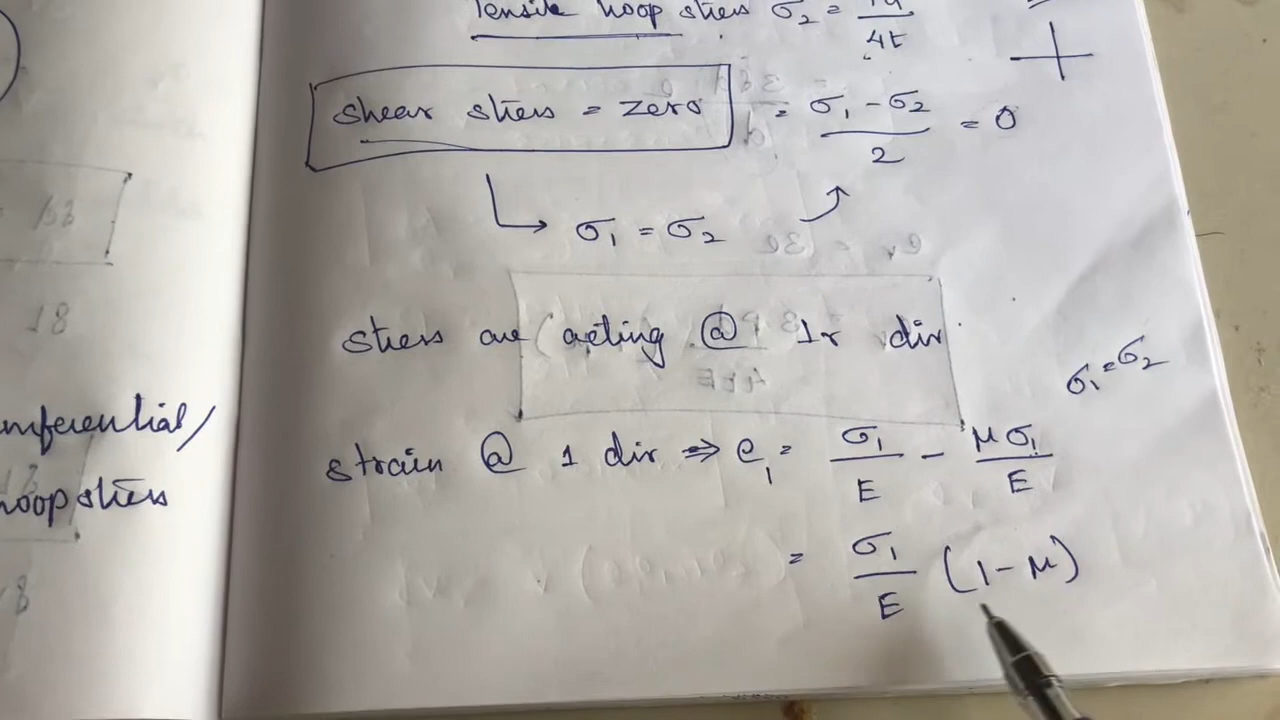 Tensile hoop stress σ₂ = / 4t
shear stress = zero = σ₁ - σ₂ / 2 = 0
σ₁ = σ₂
stress are acting @ 1r dir
σ₁ = σ₂
strain @ 1 dir ⇒ e₁ = σ₁/E - μσ₁/E
= σ₁/E (1 - μ)
18
hoop stress